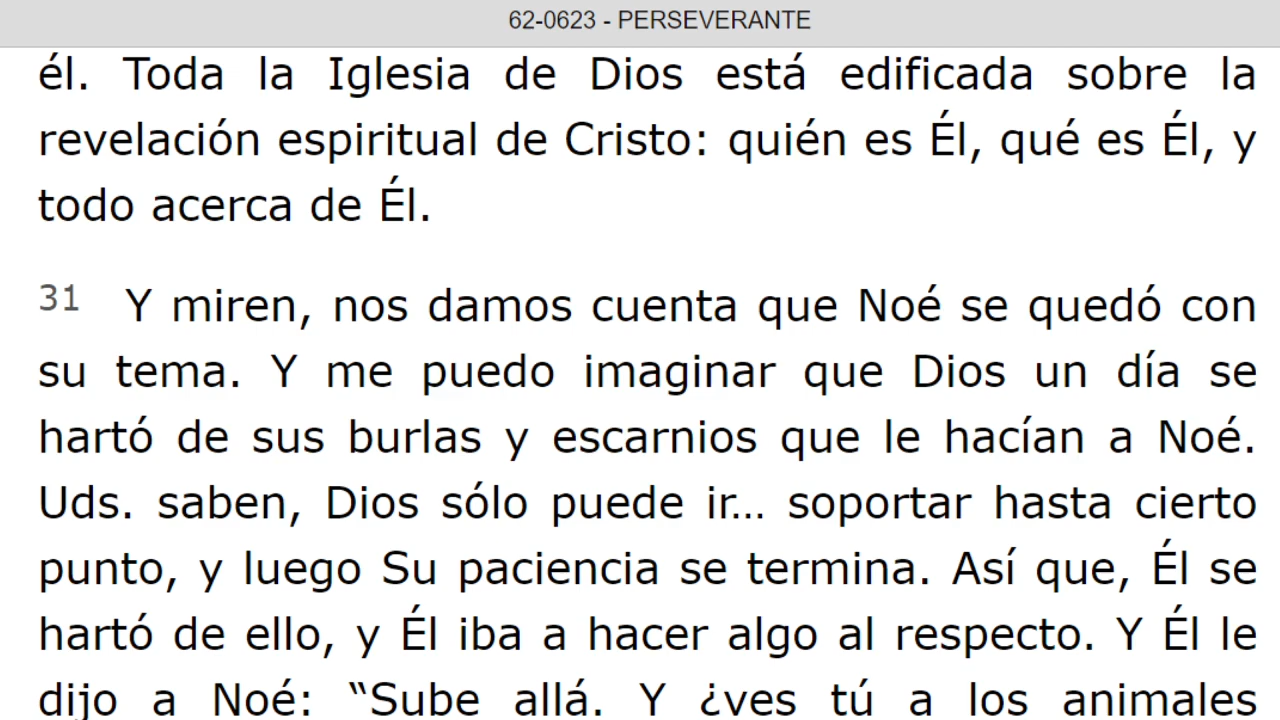 62-0623 - PERSEVERANTE
él. Toda la Iglesia de Dios está edificada sobre la
revelación espiritual de Cristo: quién es Él, qué es Él, y
todo acerca de Él.
31 Y miren, nos damos cuenta que Noé se quedó con
su tema. Y me puedo imaginar que Dios un día se
hartó de sus burlas y escarnios que le hacían a Noé.
Uds. saben, Dios sólo puede ir... soportar hasta cierto
punto, y luego Su paciencia se termina. Así que, Él se
hartó de ello, y Él iba a hacer algo al respecto. Y Él le
dijo a Noé: “Sube allá. Y ¿ves tú a los animales